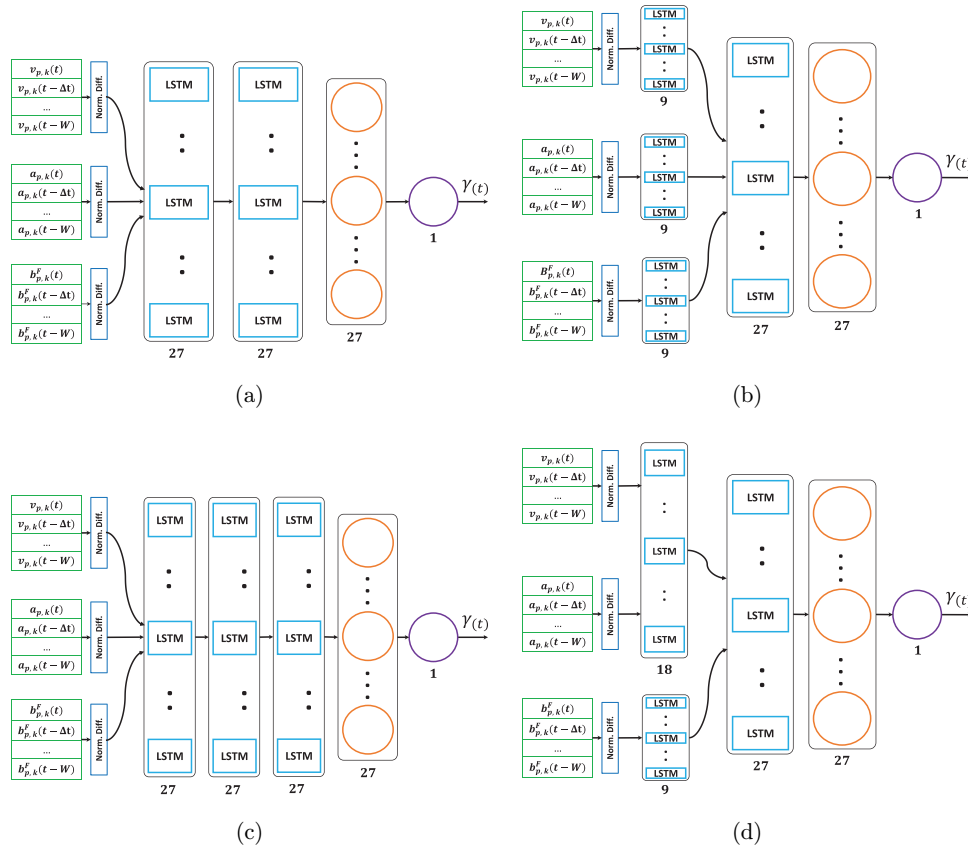 v_{p,k}(t)
v_{p,k}(t − Δt)
...
v_{p,k}(t − W)
Norm. Diff.
a_{p,k}(t)
a_{p,k}(t − Δt)
...
a_{p,k}(t − W)
Norm. Diff.
b^F_{p,k}(t)
b^F_{p,k}(t − Δt)
...
b^F_{p,k}(t − W)
Norm. Diff.
LSTM
LSTM
LSTM
27
LSTM
LSTM
LSTM
27
27
γ(t)
1
(a)
v_{p,k}(t)
v_{p,k}(t − Δt)
...
v_{p,k}(t − W)
Norm. Diff.
LSTM
LSTM
LSTM
9
a_{p,k}(t)
a_{p,k}(t − Δt)
...
a_{p,k}(t − W)
Norm. Diff.
LSTM
LSTM
LSTM
9
B^F_{p,k}(t)
b^F_{p,k}(t − Δt)
...
b^F_{p,k}(t − W)
Norm. Diff.
LSTM
LSTM
LSTM
9
LSTM
LSTM
LSTM
27
27
γ(t)
1
(b)
v_{p,k}(t)
v_{p,k}(t − Δt)
...
v_{p,k}(t − W)
Norm. Diff.
a_{p,k}(t)
a_{p,k}(t − Δt)
...
a_{p,k}(t − W)
Norm. Diff.
b^F_{p,k}(t)
b^F_{p,k}(t − Δt)
...
b^F_{p,k}(t − W)
Norm. Diff.
LSTM
LSTM
LSTM
27
LSTM
LSTM
LSTM
27
LSTM
LSTM
LSTM
27
27
γ(t)
1
(c)
v_{p,k}(t)
v_{p,k}(t − Δt)
...
v_{p,k}(t − W)
Norm. Diff.
a_{p,k}(t)
a_{p,k}(t − Δt)
...
a_{p,k}(t − W)
Norm. Diff.
LSTM
LSTM
LSTM
18
b^F_{p,k}(t)
b^F_{p,k}(t − Δt)
...
b^F_{p,k}(t − W)
Norm. Diff.
LSTM
LSTM
LSTM
9
LSTM
LSTM
LSTM
27
27
γ(t)
1
(d)